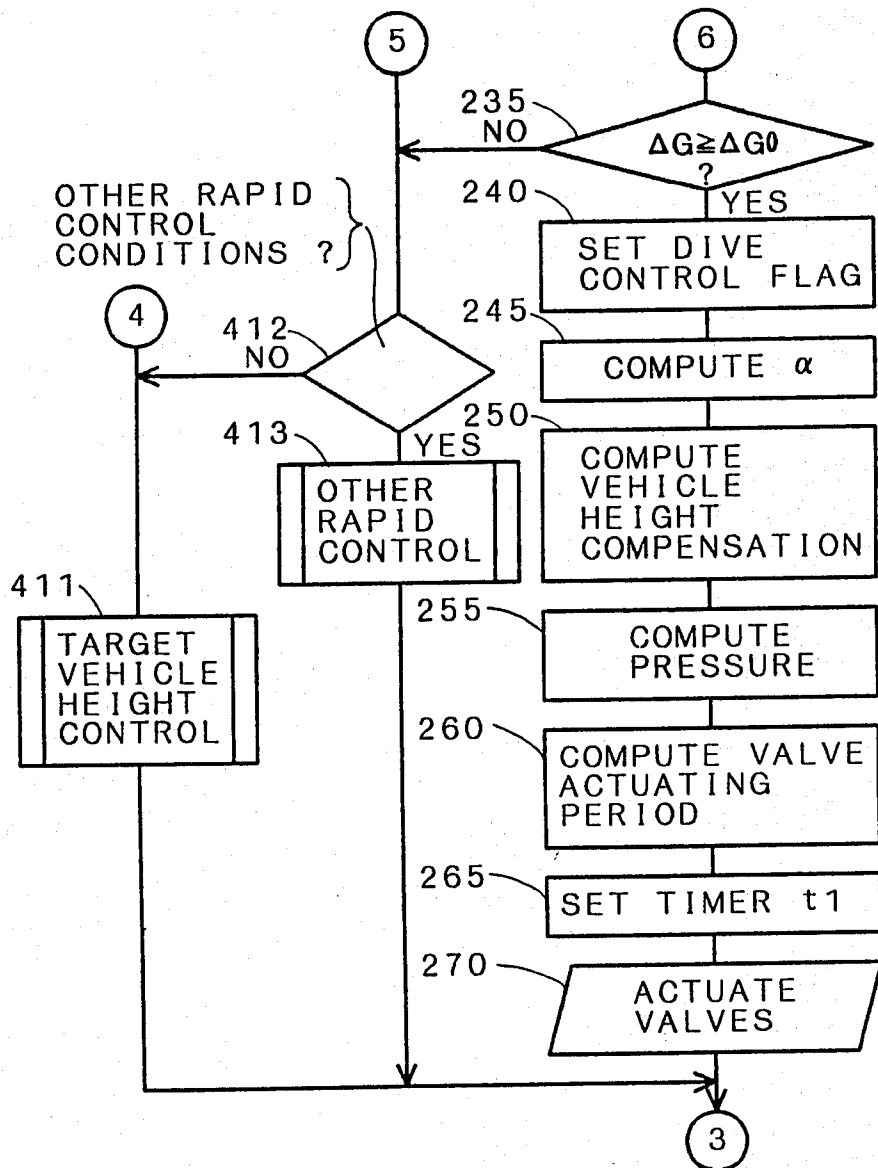 5
6
235
NO
ΔG≧ΔG0
?
YES
OTHER RAPID
CONTROL
CONDITIONS ?
240
SET DIVE
CONTROL FLAG
4
412
NO
245
COMPUTE α
YES
413
OTHER
RAPID
CONTROL
250
COMPUTE
VEHICLE
HEIGHT
COMPENSATION
411
TARGET
VEHICLE
HEIGHT
CONTROL
255
COMPUTE
PRESSURE
260
COMPUTE VALVE
ACTUATING
PERIOD
265
SET TIMER t1
270
ACTUATE
VALVES
3